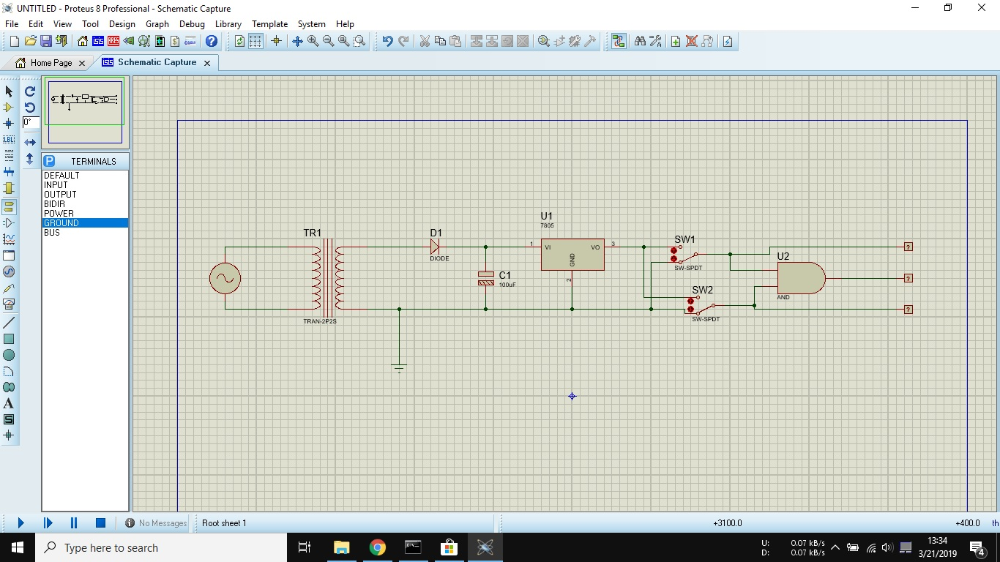 UNTITLED - Proteus 8 Professional - Schematic Capture
File Edit View Tool Design Graph Debug Library Template System Help
Home Page
Schematic Capture
0°
LBL
P TERMINALS
DEFAULT
INPUT
OUTPUT
BIDIR
POWER
GROUND
BUS
A
S
TR1
TRAN-2P2S
D1
DIODE
C1
100uF
U1
7805
1 VI VO 3
GND
2
SW1
SW-SPDT
SW2
SW-SPDT
U2
AND
?
?
?
No Messages
Root sheet 1
+3100.0
+400.0
th
Type here to search
U: 0.07 kB/s
D: 0.07 kB/s
13:34
3/21/2019
4